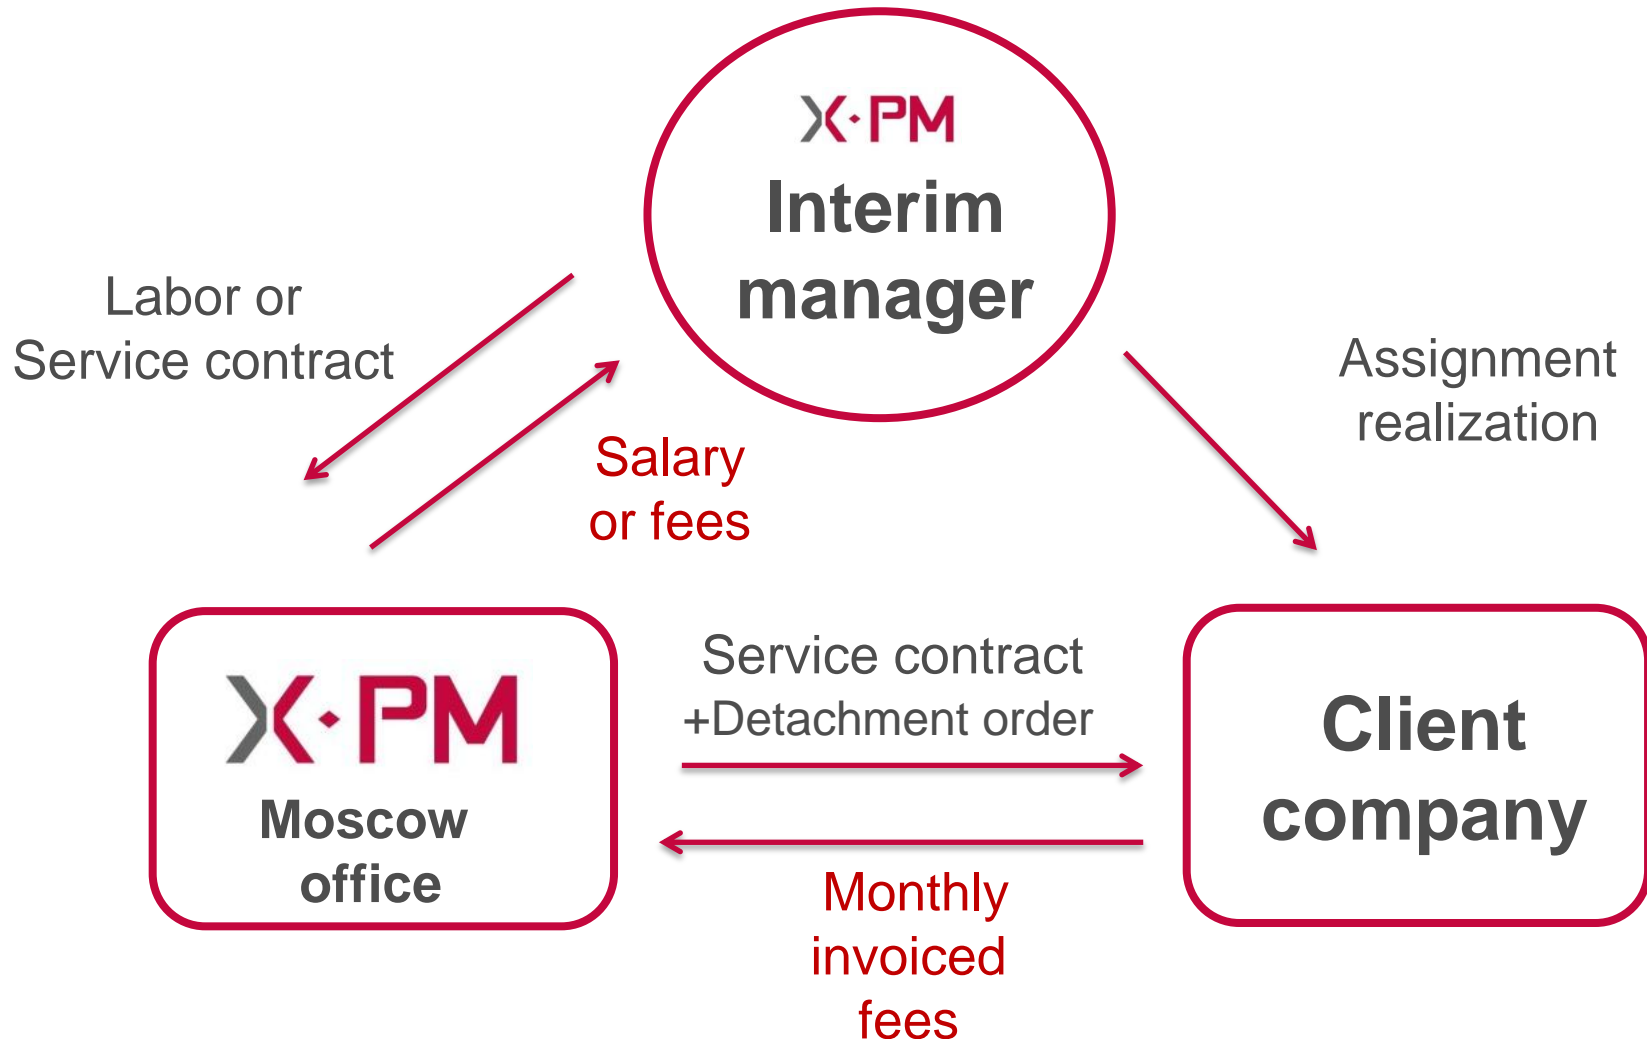 X·PM
Interim
manager
Labor or
Service contract
Assignment
realization
Salary
or fees
Service contract
+Detachment order
X·PM
Moscow
office
Client
company
Monthly
invoiced
fees